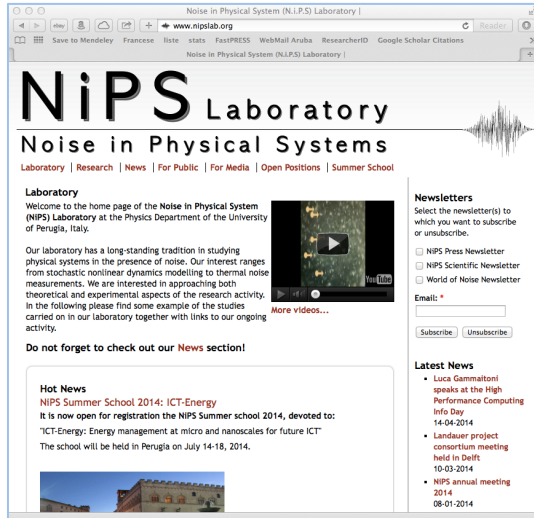 Noise in Physical System (N.i.P.S) Laboratory |
ebay
www.nipslab.org
Reader
Save to Mendeley Francese liste stats FastPRESS WebMail Aruba ResearcherID Google Scholar Citations
Noise in Physical System (N.i.P.S) Laboratory |
NiPS Laboratory
Noise in Physical Systems
Laboratory | Research | News | For Public | For Media | Open Positions | Summer School
Laboratory
Welcome to the home page of the Noise in Physical System
(NiPS) Laboratory at the Physics Department of the University
of Perugia, Italy.
Our laboratory has a long-standing tradition in studying
physical systems in the presence of noise. Our interest ranges
from stochastic nonlinear dynamics modelling to thermal noise
measurements. We are interested in approaching both
theoretical and experimental aspects of the research activity.
In the following please find some example of the studies
carried on in our laboratory together with links to our ongoing
activity.
YouTube
More videos...
Do not forget to check out our News section!
Hot News
NiPS Summer School 2014: ICT-Energy
It is now open for registration the NiPS Summer school 2014, devoted to:
"ICT-Energy: Energy management at micro and nanoscales for future ICT"
The school will be held in Perugia on July 14-18, 2014.
Newsletters
Select the newsletter(s) to
which you want to subscribe
or unsubscribe.
NiPS Press Newsletter
NiPS Scientific Newsletter
World of Noise Newsletter
Email: *
Subscribe Unsubscribe
Latest News
Luca Gammaitoni
speaks at the High
Performance Computing
Info Day
14-04-2014
Landauer project
consortium meeting
held in Delft
10-03-2014
NiPS annual meeting
2014
08-01-2014